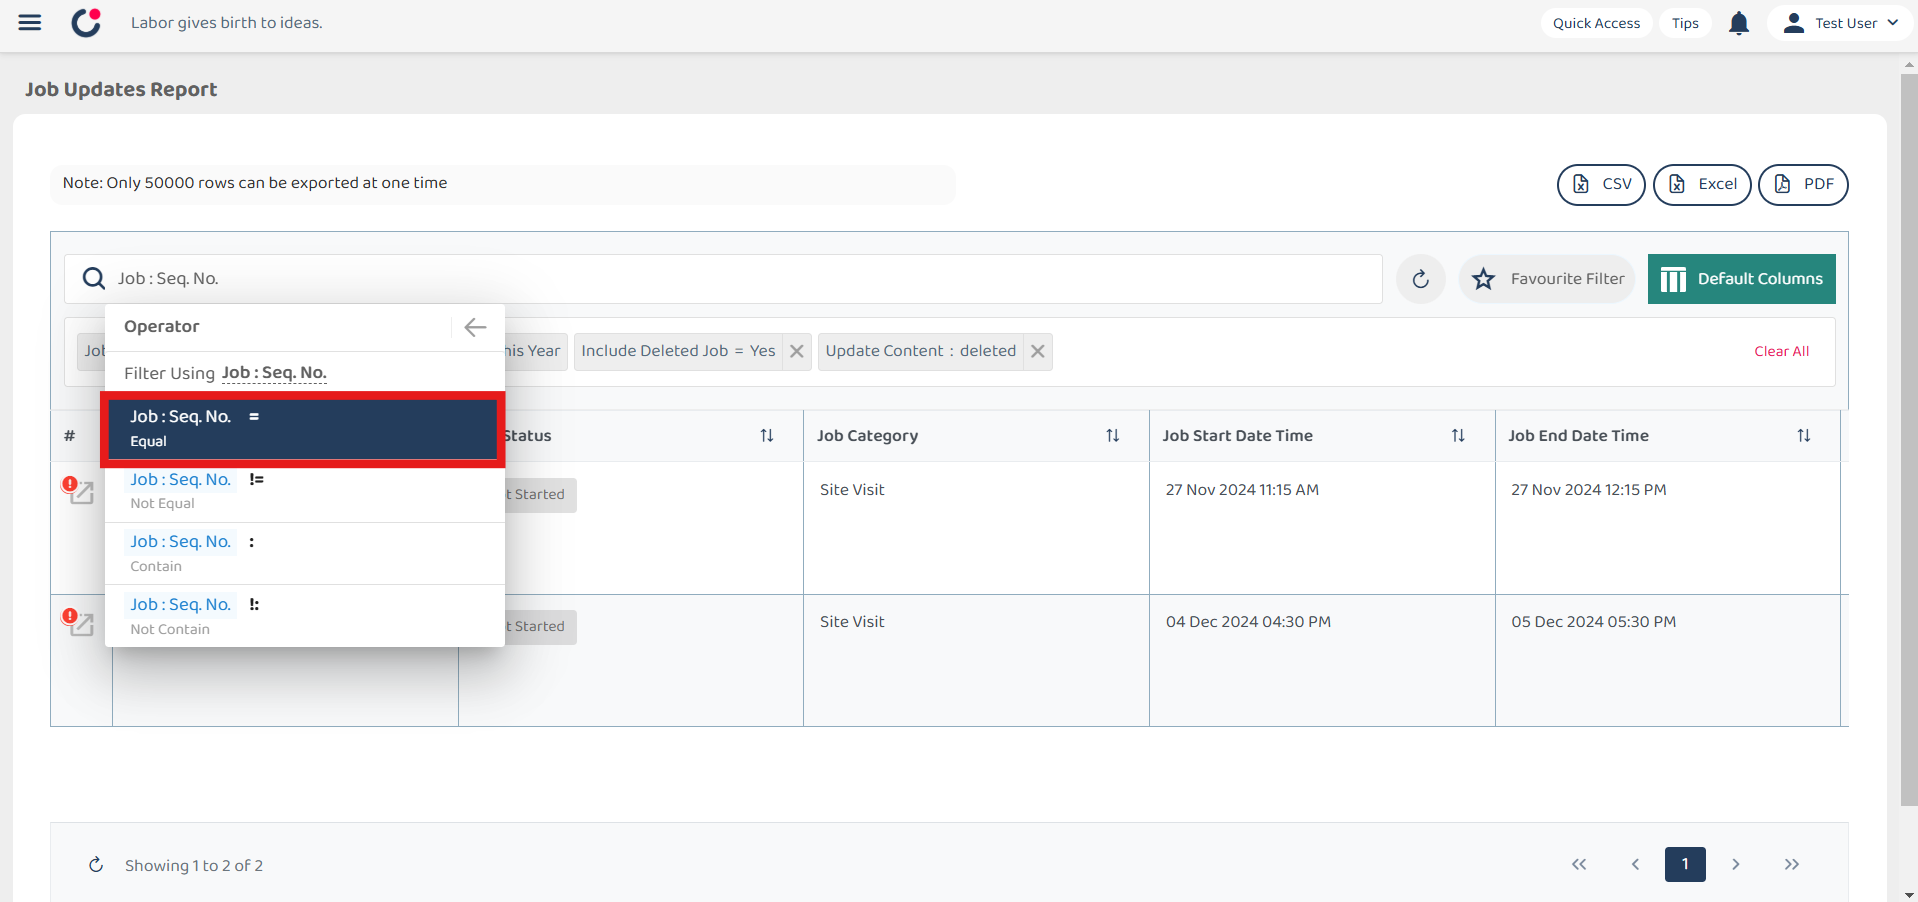 Labor gives birth to ideas.
Quick Access
Tips
Test User
Job Updates Report
Note: Only 50000 rows can be exported at one time
CSV
Excel
PDF
Job : Seq. No.
Favourite Filter
Default Columns
Operator
Include Deleted Job = Yes
Update Content : deleted
Clear All
Year
Filter Using Job : Seq. No.
Job : Seq. No. =
Equal
Job : Seq. No. !=
Not Equal
Job : Seq. No. :
Contain
Job : Seq. No. !:
Not Contain
#
Status
Job Category
Job Start Date Time
Job End Date Time
Started
Site Visit
27 Nov 2024 11:15 AM
27 Nov 2024 12:15 PM
Started
Site Visit
04 Dec 2024 04:30 PM
05 Dec 2024 05:30 PM
Showing 1 to 2 of 2
1